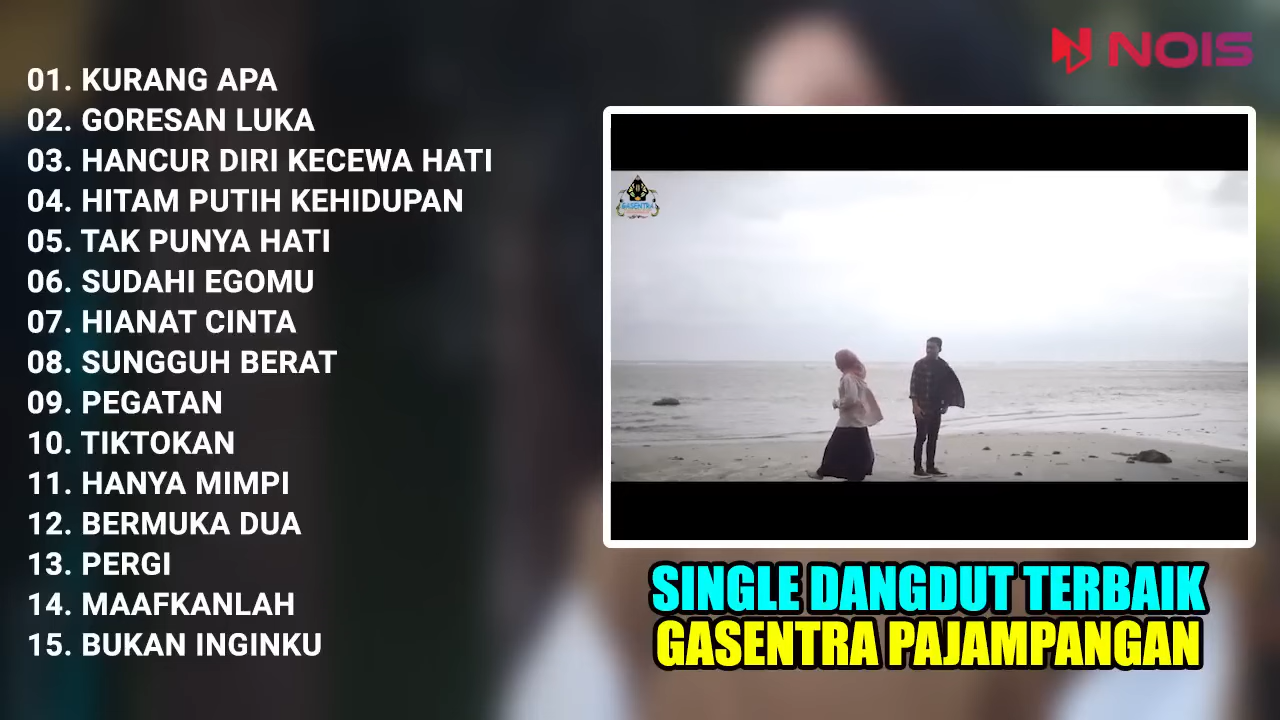 NOIS
01. KURANG APA
02. GORESAN LUKA
03. HANCUR DIRI KECEWA HATI
04. HITAM PUTIH KEHIDUPAN
05. TAK PUNYA HATI
06. SUDAHI EGOMU
07. HIANAT CINTA
08. SUNGGUH BERAT
09. PEGATAN
10. TIKTOKAN
11. HANYA MIMPI
12. BERMUKA DUA
13. PERGI
14. MAAFKANLAH
15. BUKAN INGINKU
GASENTRA
SINGLE DANGDUT TERBAIK
GASENTRA PAJAMPANGAN